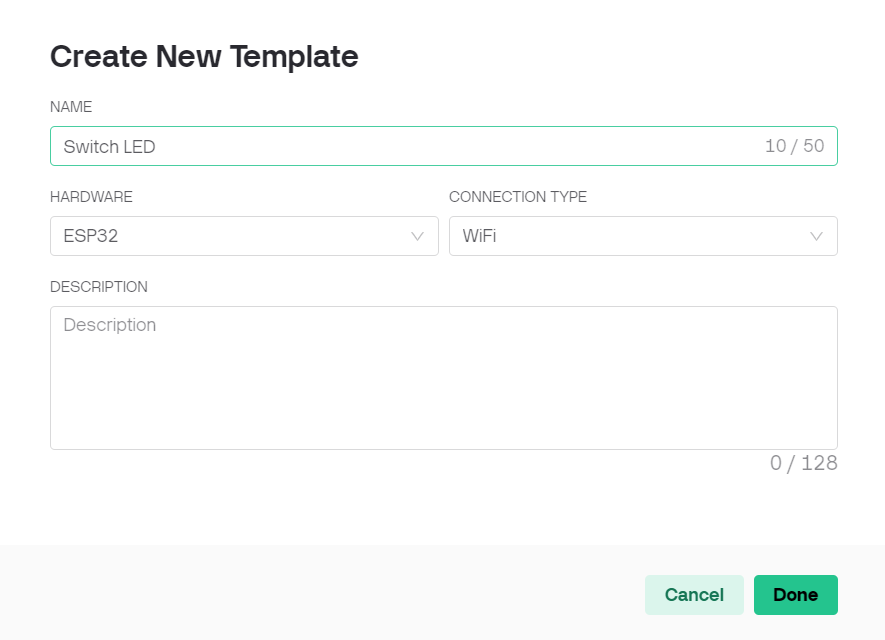 Create New Template
NAME
Switch LED 10 / 50
HARDWARE CONNECTION TYPE
ESP32 WiFi
DESCRIPTION
Description
0 / 128
Cancel Done